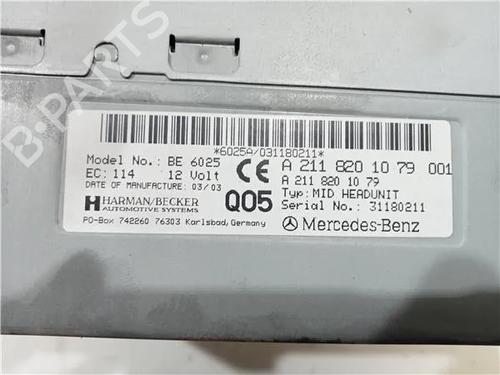 *6025A/031180211*
Model No.: BE 6025
EC: 114 12 Volt
DATE OF MANUFACTURE: 03/03
HARMAN/BECKER
AUTOMOTIVE SYSTEMS
PO-Box 742260 76303 Karlsbad, Germany
CE
Q05
A 211 820 10 79 001
A 211 820 10 79
Typ: MID HEADUNIT
Serial No.: 31180211
Mercedes-Benz
B-PARTS